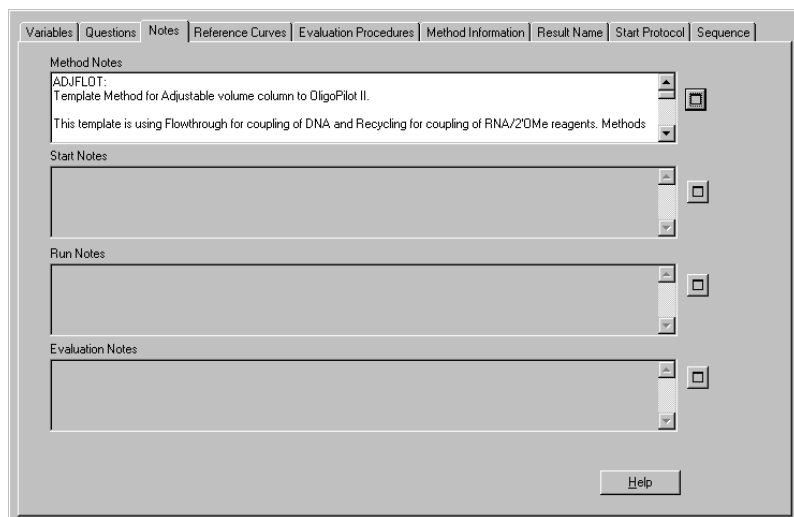 Variables Questions Notes Reference Curves Evaluation Procedures Method Information Result Name Start Protocol Sequence
Method Notes
ADJFLOT:
Template Method for Adjustable volume column to OligoPilot II.
This template is using Flowthrough for coupling of DNA and Recycling for coupling of RNA/2'OMe reagents. Methods
Start Notes
Run Notes
Evaluation Notes
Help